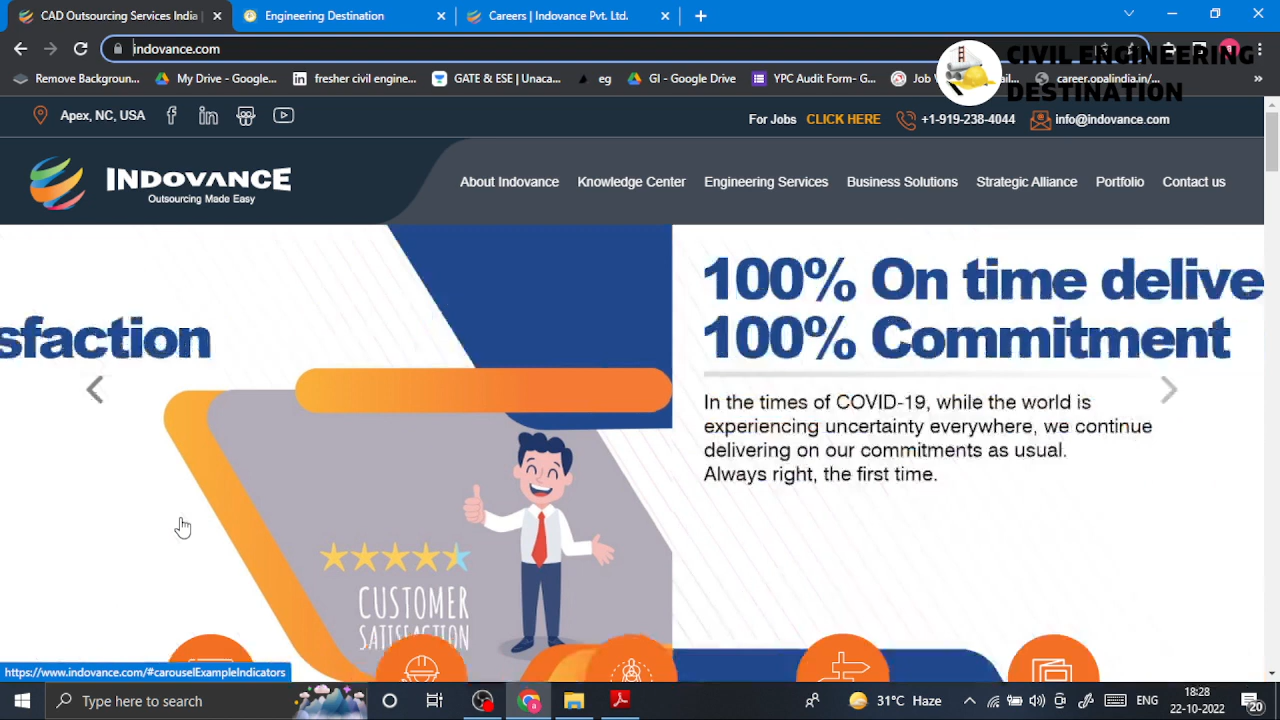 CAD Outsourcing Services India |
Engineering Destination
Careers | Indovance Pvt. Ltd.
indovance.com
CIVIL ENGINEERING
DESTINATION
Remove Backgroun...
My Drive - Google...
fresher civil engine...
GATE & ESE | Unaca...
eg
GI - Google Drive
YPC Audit Form- G...
career.opalindia.in/...
Apex, NC, USA
For Jobs CLICK HERE
+1-919-238-4044
info@indovance.com
INDOVANCE
Outsourcing Made Easy
About Indovance
Knowledge Center
Engineering Services
Business Solutions
Strategic Alliance
Portfolio
Contact us
sfaction
100% On time delive
100% Commitment
In the times of COVID-19, while the world is
experiencing uncertainty everywhere, we continue
delivering on our commitments as usual.
Always right, the first time.
CUSTOMER
SATISFACTION
https://www.indovance.com/#carouselExampleIndicators
Type here to search
31°C Haze
ENG
18:28
22-10-2022
20